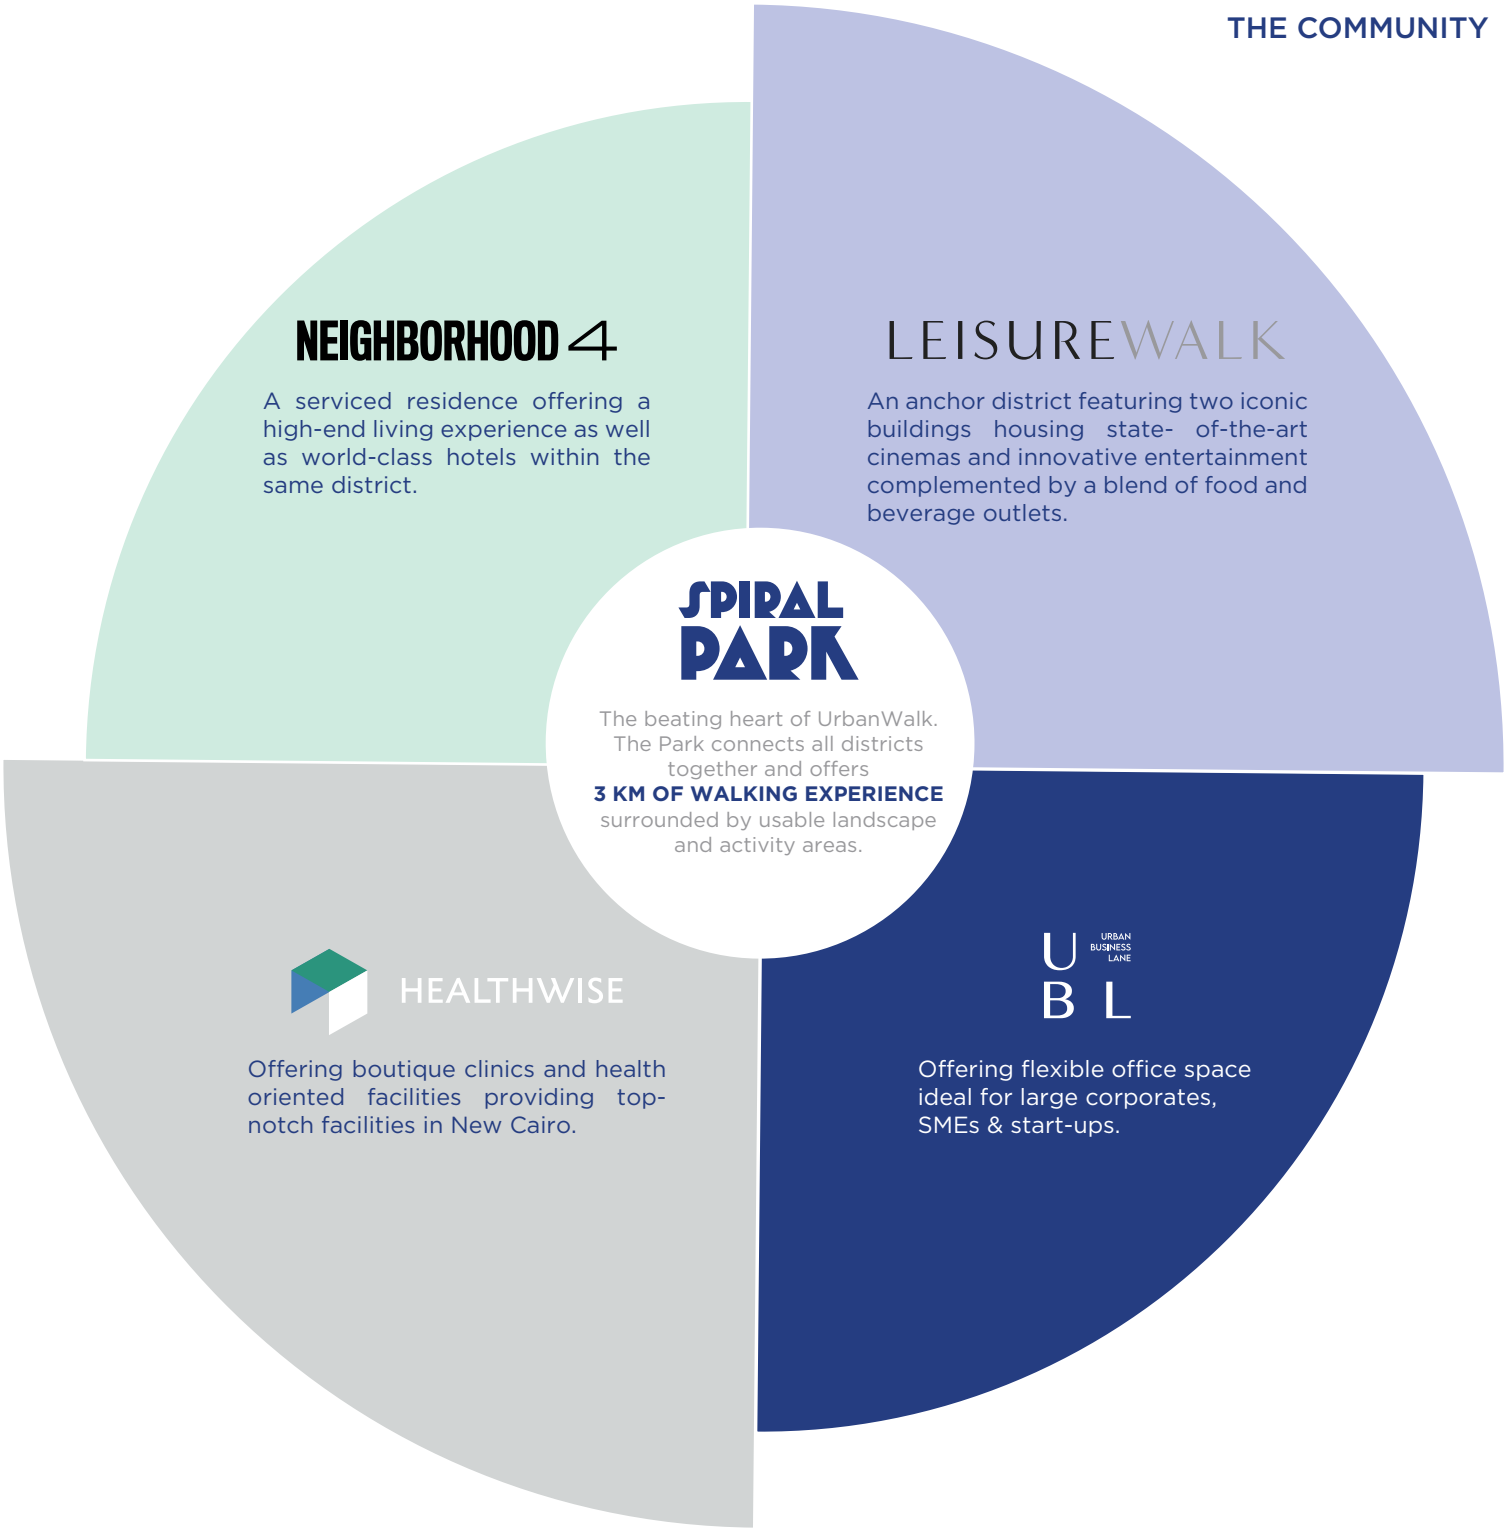 THE COMMUNITY
NEIGHBORHOOD 4
A serviced residence offering a
high-end living experience as well
as world-class hotels within the
same district.
LEISUREWALK
An anchor district featuring two iconic
buildings housing state- of-the-art
cinemas and innovative entertainment
complemented by a blend of food and
beverage outlets.
SPIRAL
PARK
The beating heart of UrbanWalk.
The Park connects all districts
together and offers
3 KM OF WALKING EXPERIENCE
surrounded by usable landscape
and activity areas.
HEALTHWISE
Offering boutique clinics and health
oriented facilities providing top-
notch facilities in New Cairo.
U
URBAN
BUSINESS
LANE
B L
Offering flexible office space
ideal for large corporates,
SMEs & start-ups.